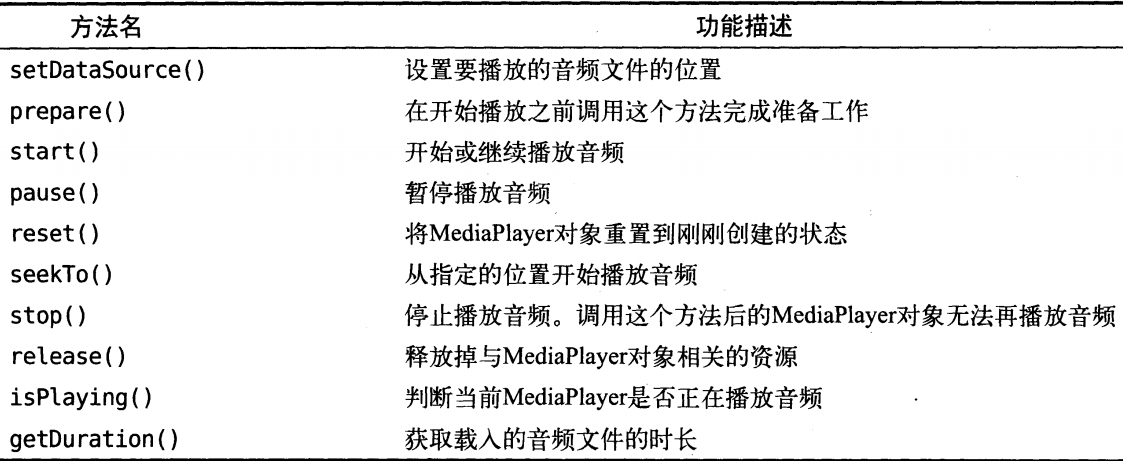 方法名 功能描述
setDataSource() 设置要播放的音频文件的位置
prepare() 在开始播放之前调用这个方法完成准备工作
start() 开始或继续播放音频
pause() 暂停播放音频
reset() 将MediaPlayer对象重置到刚刚创建的状态
seekTo() 从指定的位置开始播放音频
stop() 停止播放音频。调用这个方法后的MediaPlayer对象无法再播放音频
release() 释放掉与MediaPlayer对象相关的资源
isPlaying() 判断当前MediaPlayer是否正在播放音频
getDuration() 获取载入的音频文件的时长